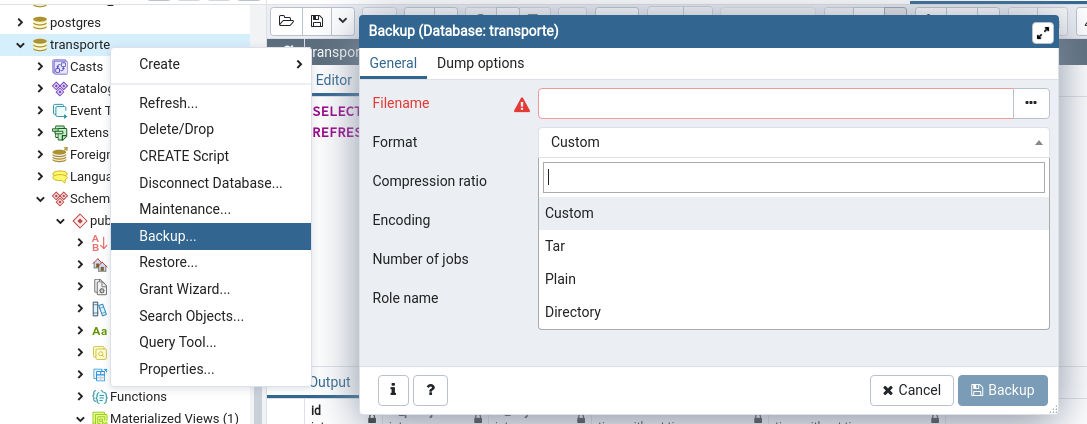 postgres
transporte
Casts
Catalo
Event T
Extens
Foreign
Langua
Schem
pub
Aa
Functions
Materialized Views (1)
Create
Refresh...
Delete/Drop
CREATE Script
Disconnect Database...
Maintenance...
Backup...
Restore...
Grant Wizard...
Search Objects...
Query Tool...
Properties...
transpor
Editor
SELECT
REFRES
Output
id
Backup (Database: transporte)
General
Dump options
Filename
Format
Custom
Compression ratio
Encoding
Number of jobs
Role name
Custom
Tar
Plain
Directory
i
?
Cancel
Backup